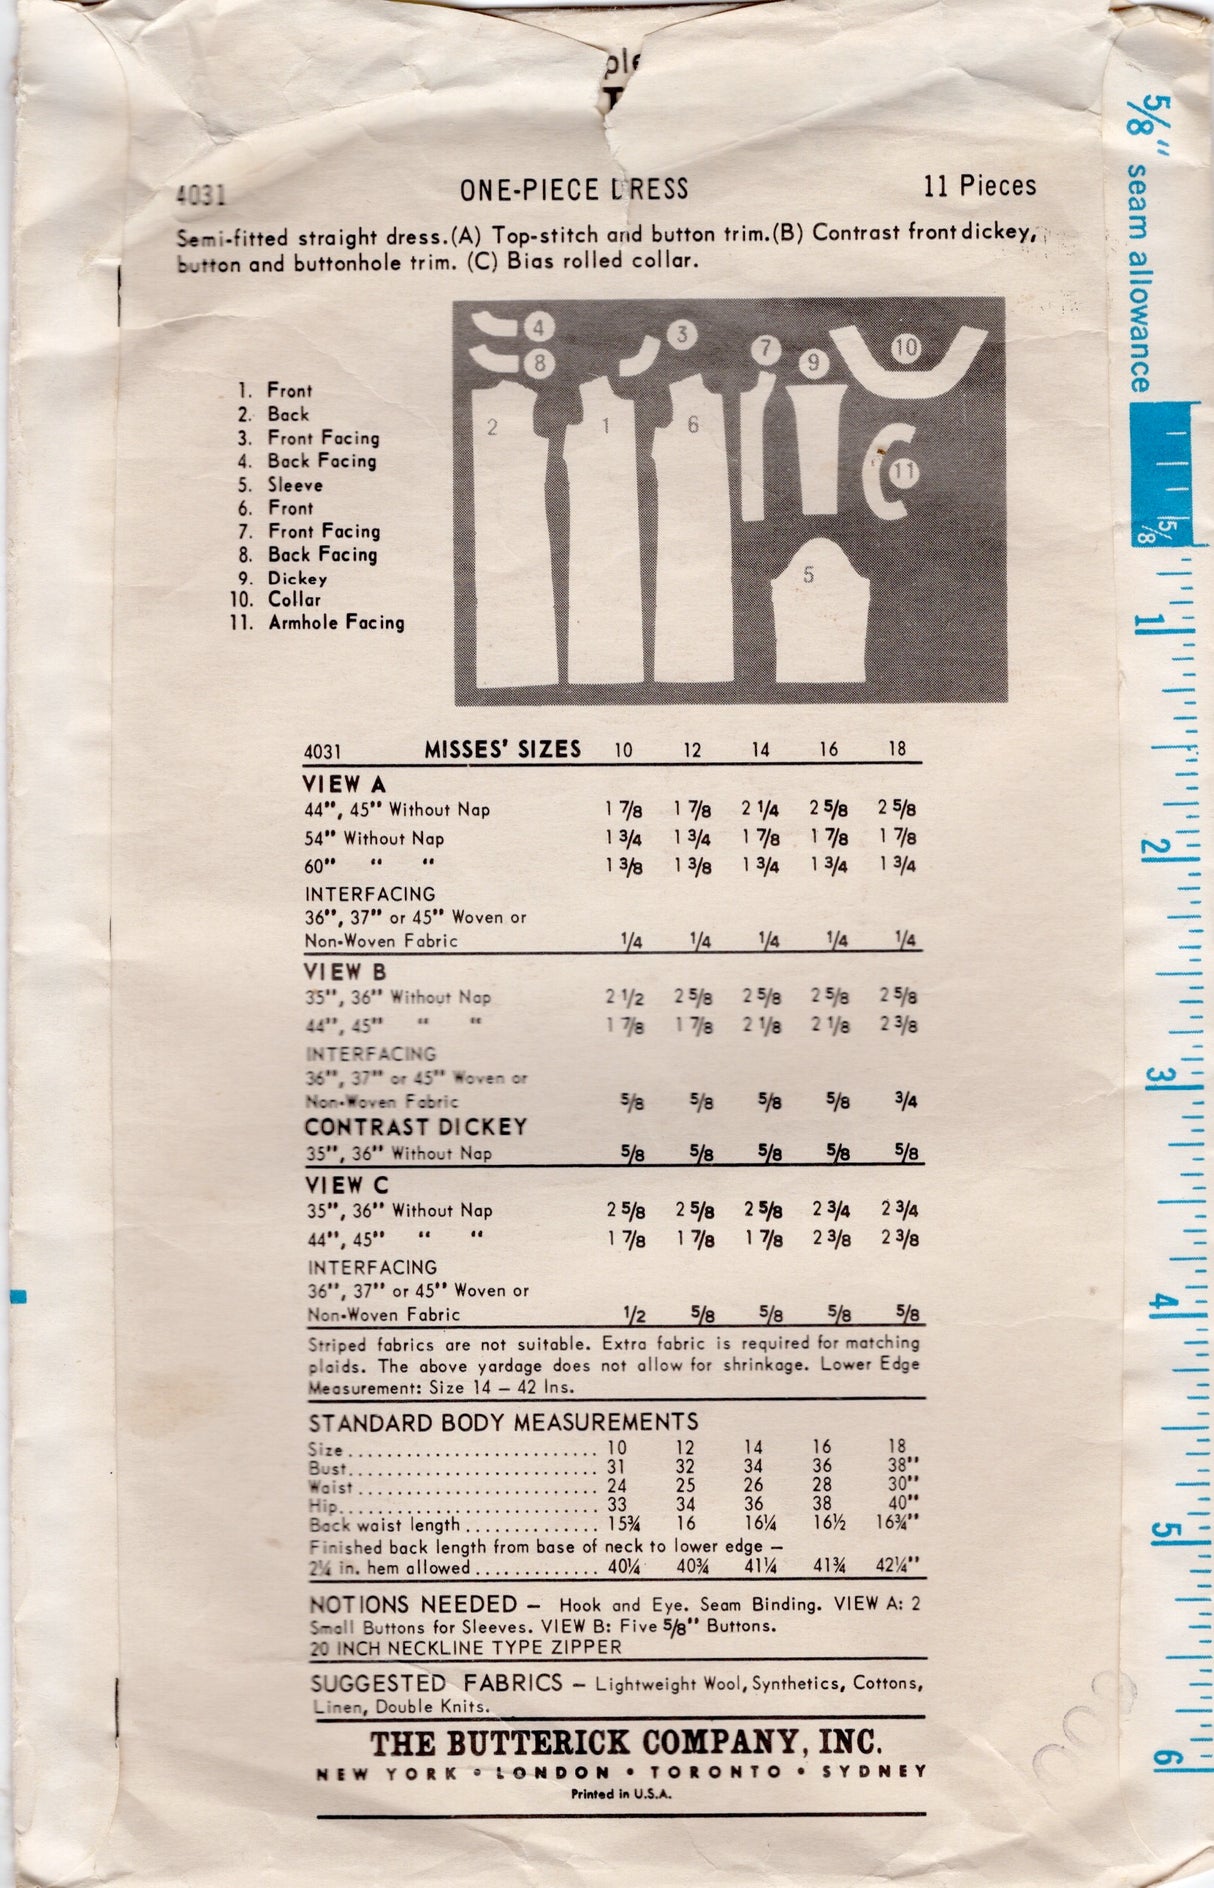 4031 ONE-PIECE DRESS 11 Pieces
Semi-fitted straight dress.(A) Top-stitch and button trim.(B) Contrast front dickey,
button and buttonhole trim. (C) Bias rolled collar.
1. Front
2. Back
3. Front Facing
4. Back Facing
5. Sleeve
6. Front
7. Front Facing
8. Back Facing
9. Dickey
10. Collar
11. Armhole Facing
4 3 7 9 10
8
2 1 6 11
5
4031 MISSES' SIZES 10 12 14 16 18
VIEW A
44", 45" Without Nap 1 7/8 1 7/8 2 1/4 2 5/8 2 5/8
54" Without Nap 1 3/4 1 3/4 1 7/8 1 7/8 1 7/8
60" " " 1 3/8 1 3/8 1 3/4 1 3/4 1 3/4
INTERFACING
36", 37" or 45" Woven or
Non-Woven Fabric 1/4 1/4 1/4 1/4 1/4
VIEW B
35", 36" Without Nap 2 1/2 2 5/8 2 5/8 2 5/8 2 5/8
44", 45" " " 1 7/8 1 7/8 2 1/8 2 1/8 2 3/8
INTERFACING
36", 37" or 45" Woven or
Non-Woven Fabric 5/8 5/8 5/8 5/8 3/4
CONTRAST DICKEY
35", 36" Without Nap 5/8 5/8 5/8 5/8 5/8
VIEW C
35", 36" Without Nap 2 5/8 2 5/8 2 5/8 2 3/4 2 3/4
44", 45" " " 1 7/8 1 7/8 1 7/8 2 3/8 2 3/8
INTERFACING
36", 37" or 45" Woven or
Non-Woven Fabric 1/2 5/8 5/8 5/8 5/8
Striped fabrics are not suitable. Extra fabric is required for matching
plaids. The above yardage does not allow for shrinkage. Lower Edge
Measurement: Size 14 – 42 Ins.
STANDARD BODY MEASUREMENTS
Size .......................... 10 12 14 16 18
Bust .......................... 31 32 34 36 38"
Waist .......................... 24 25 26 28 30"
Hip .......................... 33 34 36 38 40"
Back waist length ............. 15¾ 16 16¼ 16½ 16¾"
Finished back length from base of neck to lower edge –
2¼ in. hem allowed ............ 40¼ 40¾ 41¼ 41¾ 42¼"
NOTIONS NEEDED – Hook and Eye. Seam Binding. VIEW A: 2
Small Buttons for Sleeves. VIEW B: Five 5/8" Buttons.
20 INCH NECKLINE TYPE ZIPPER
SUGGESTED FABRICS – Lightweight Wool, Synthetics, Cottons,
Linen, Double Knits.
THE BUTTERICK COMPANY, INC.
NEW YORK • LONDON • TORONTO • SYDNEY
Printed in U.S.A.
5/8" seam allowance
5/8
1
2
3
4
5
6